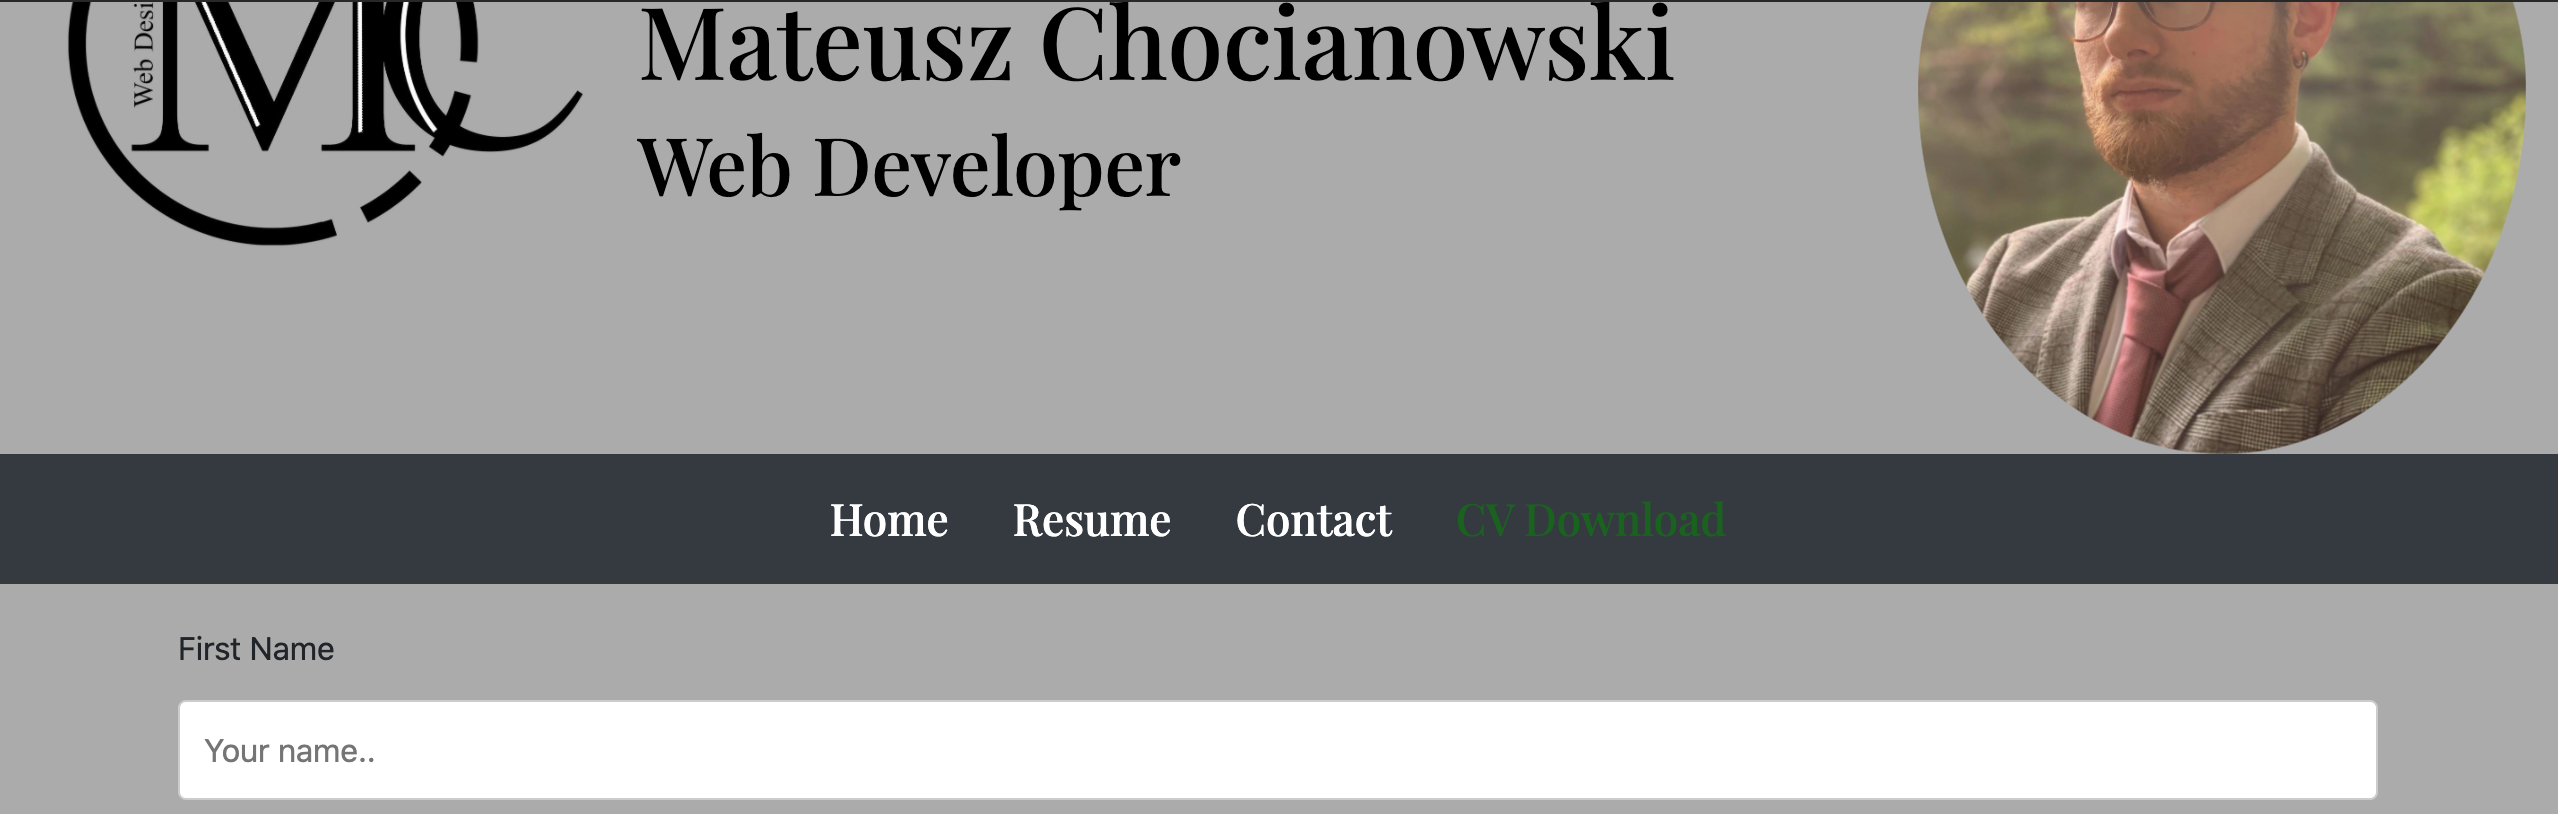 Web Desi
MC
Mateusz Chocianowski
Web Developer
Home Resume Contact CV Download
First Name
Your name..